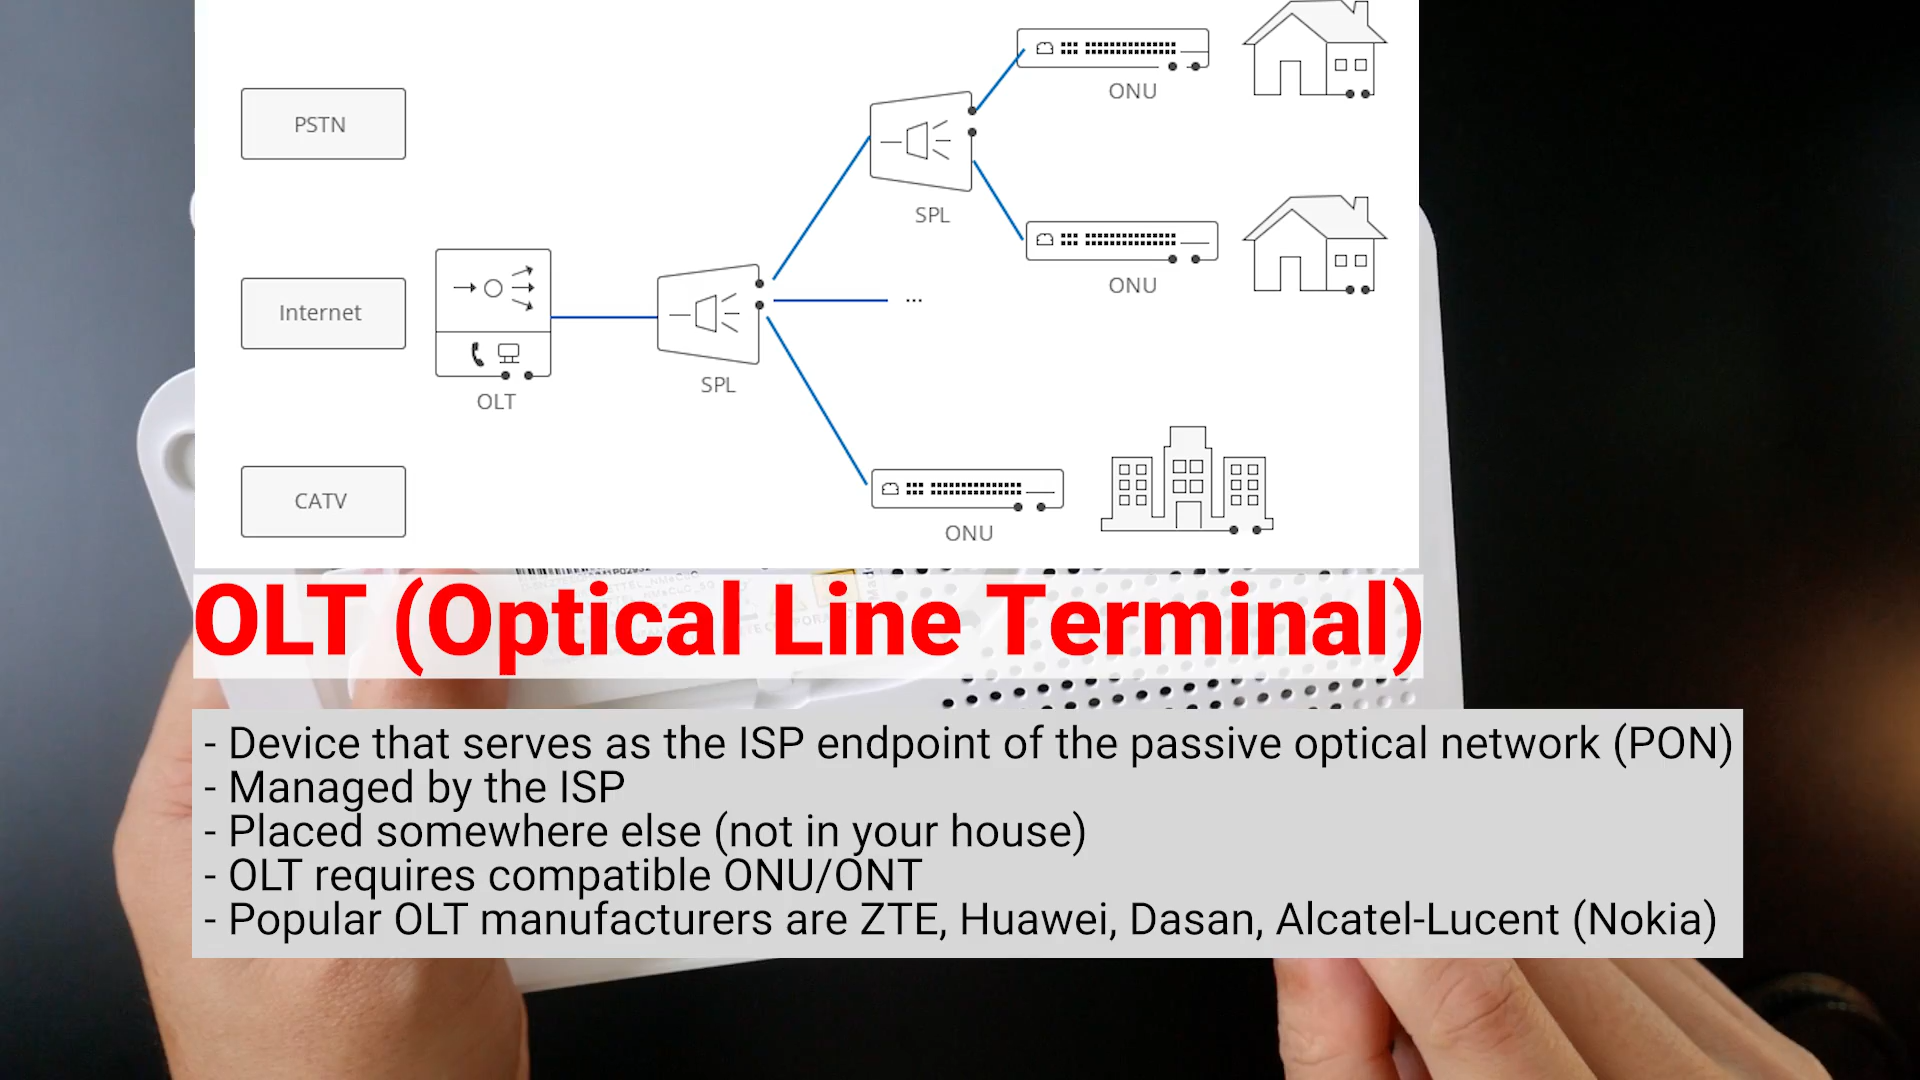 PSTN
ONU
SPL
ONU
Internet
OLT
SPL
...
CATV
ONU
OLT (Optical Line Terminal)
- Device that serves as the ISP endpoint of the passive optical network (PON)
- Managed by the ISP
- Placed somewhere else (not in your house)
- OLT requires compatible ONU/ONT
- Popular OLT manufacturers are ZTE, Huawei, Dasan, Alcatel-Lucent (Nokia)